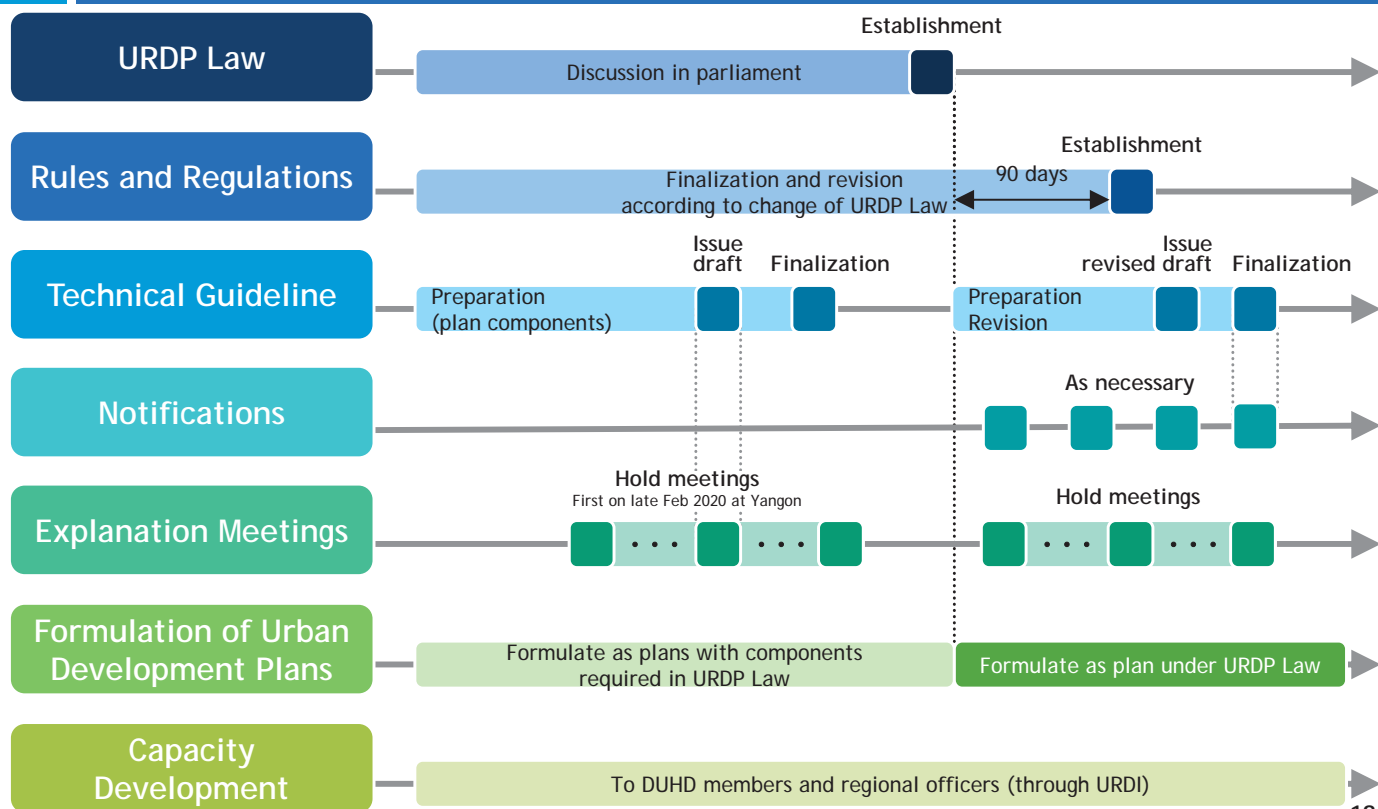 Establishment
URDP Law
Discussion in parliament
Establishment
Rules and Regulations
Finalization and revision
according to change of URDP Law
90 days
Issue
draft
Finalization
Issue
revised draft
Finalization
Technical Guideline
Preparation
(plan components)
Preparation
Revision
Notifications
As necessary
Hold meetings
First on late Feb 2020 at Yangon
Hold meetings
Explanation Meetings
• • •
• • •
• • •
• • •
Formulation of Urban
Development Plans
Formulate as plans with components
required in URDP Law
Formulate as plan under URDP Law
Capacity
Development
To DUHD members and regional officers (through URDI)